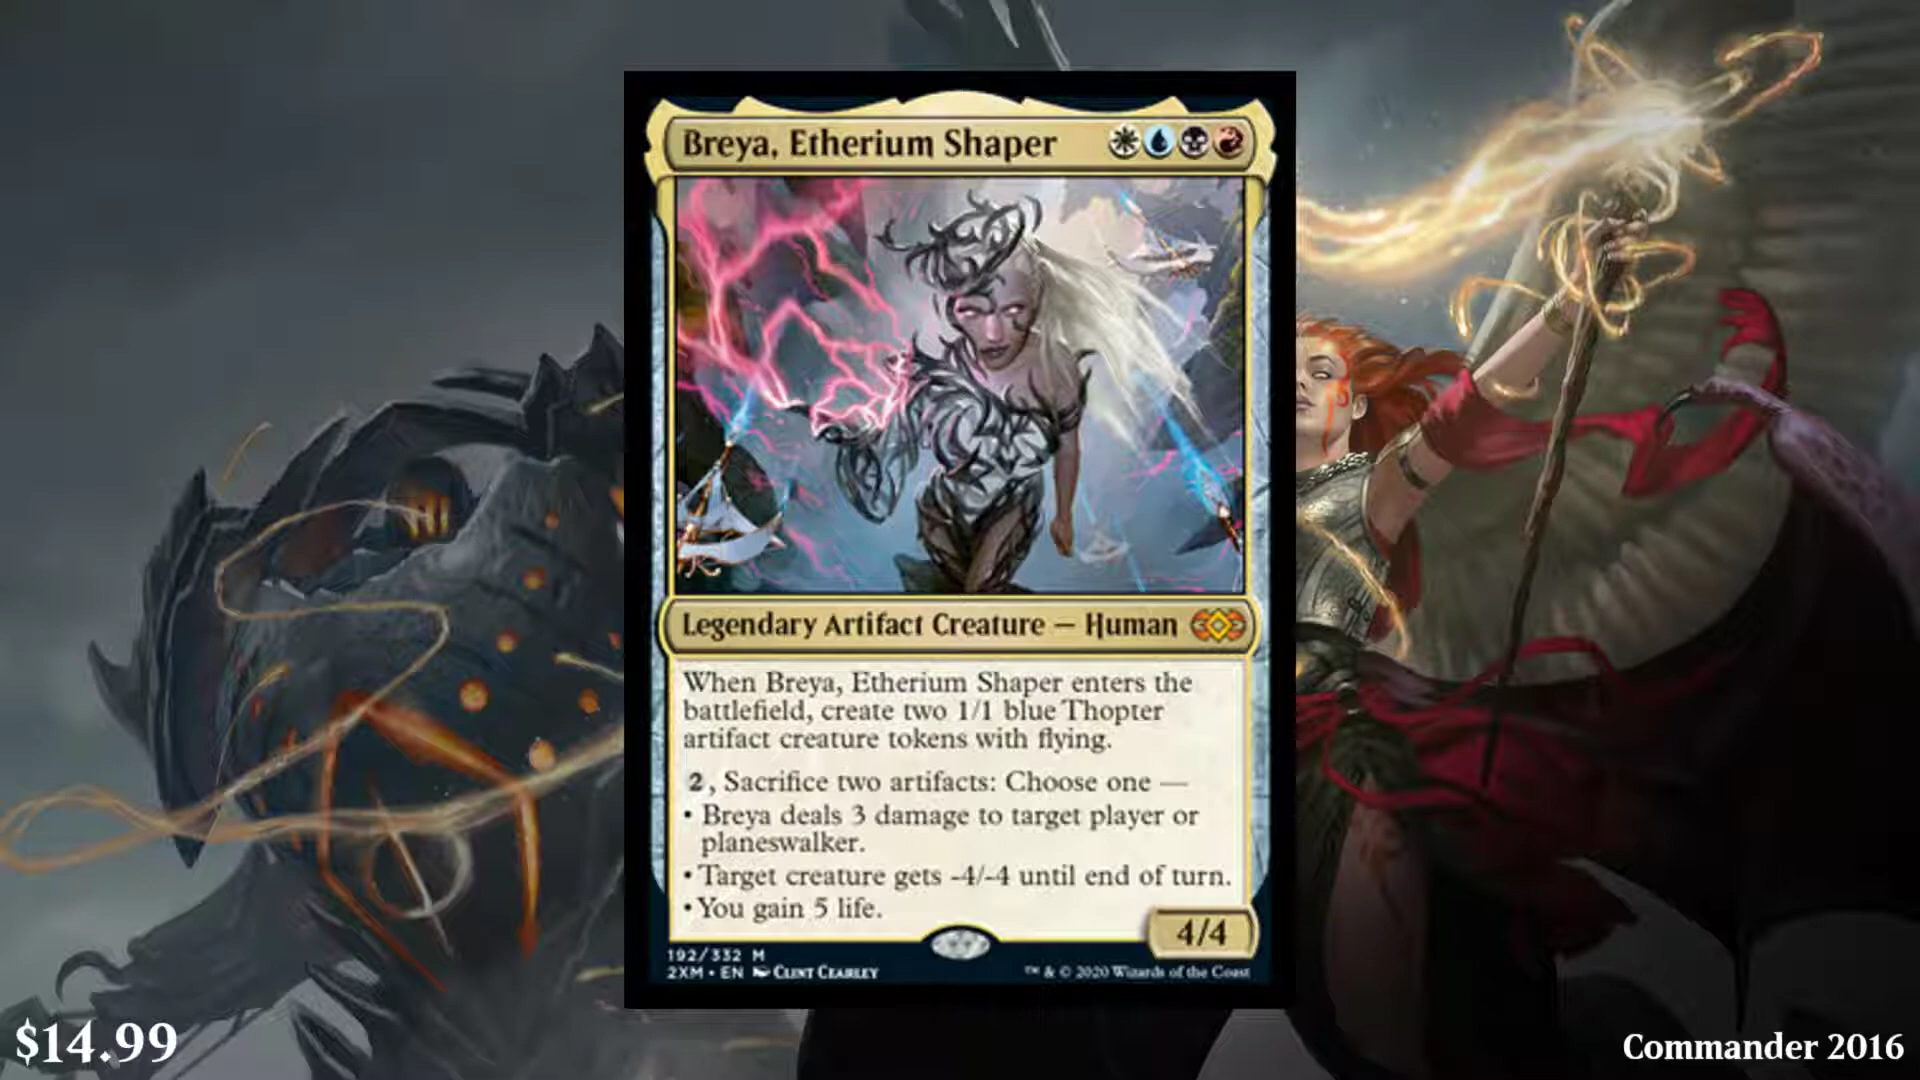 Breya, Etherium Shaper
Legendary Artifact Creature — Human
When Breya, Etherium Shaper enters the
battlefield, create two 1/1 blue Thopter
artifact creature tokens with flying.
2, Sacrifice two artifacts: Choose one —
• Breya deals 3 damage to target player or
planeswalker.
• Target creature gets -4/-4 until end of turn.
• You gain 5 life.
4/4
192/332 M
2XM • EN Clint Cearley
™ & © 2020 Wizards of the Coast
$14.99
Commander 2016